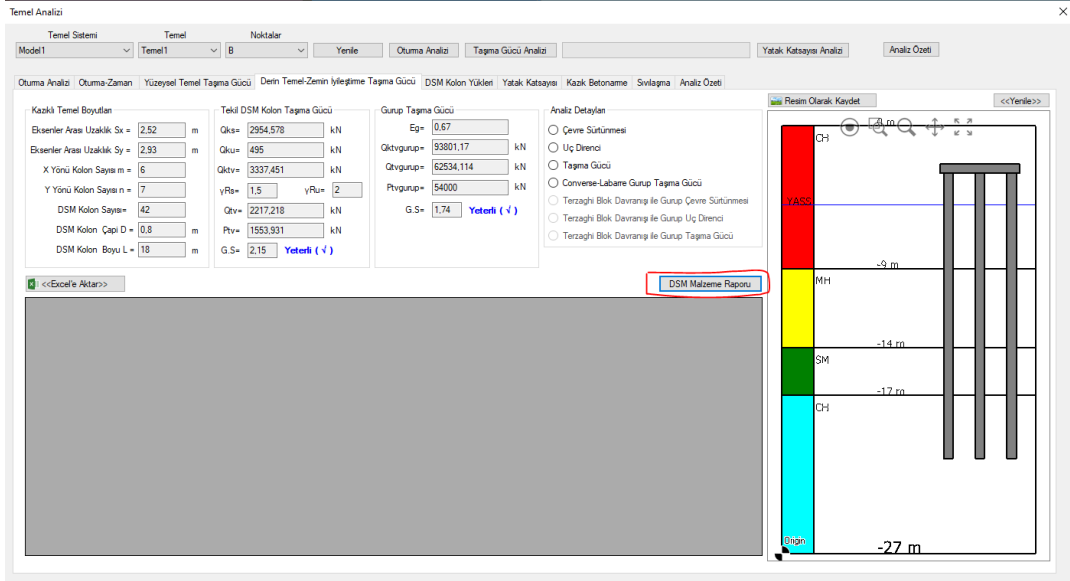 Temel Analizi
Temel Sistemi Temel Noktalar
Model1 Temel1 B Yenile Oturma Analizi Taşıma Gücü Analizi Yatak Katsayısı Analizi Analiz Özeti
Oturma Analizi Oturma-Zaman Yüzeysel Temel Taşıma Gücü Derin Temel-Zemin İyileştirme Taşıma Gücü DSM Kolon Yükleri Yatak Katsayısı Kazık Betonarme Sıvılaşma Analiz Özeti
Kazıklı Temel Boyutları
Eksenler Arası Uzaklık Sx = 2,52 m
Eksenler Arası Uzaklık Sy = 2,93 m
X Yönü Kolon Sayısı m = 6
Y Yönü Kolon Sayısı n = 7
DSM Kolon Sayısı= 42
DSM Kolon Çapı D = 0,8 m
DSM Kolon Boyu L = 18 m
Tekil DSM Kolon Taşıma Gücü
Qks= 2954,578 kN
Qku= 495 kN
Qktv= 3337,451 kN
γRs= 1,5 γRu= 2
Qtv= 2217,218 kN
Ptv= 1553,931 kN
G.S= 2,15 Yeterli ( √ )
Gurup Taşıma Gücü
Eg= 0,67
Qktvgurup= 93801,17 kN
Qtvgurup= 62534,114 kN
Ptvgurup= 54000 kN
G.S= 1,74 Yeterli ( √ )
Analiz Detayları
Çevre Sürtünmesi
Uç Direnci
Taşıma Gücü
Converse-Labarre Gurup Taşıma Gücü
Terzaghi Blok Davranışı ile Gurup Çevre Sürtünmesi
Terzaghi Blok Davranışı ile Gurup Uç Direnci
Terzaghi Blok Davranışı ile Gurup Taşıma Gücü
<<Excel'e Aktar>> DSM Malzeme Raporu
Resim Olarak Kaydet <<Yenile>>
0 m
CH
YASS
-9 m
MH
-14 m
SM
-17 m
CH
Origin
-27 m